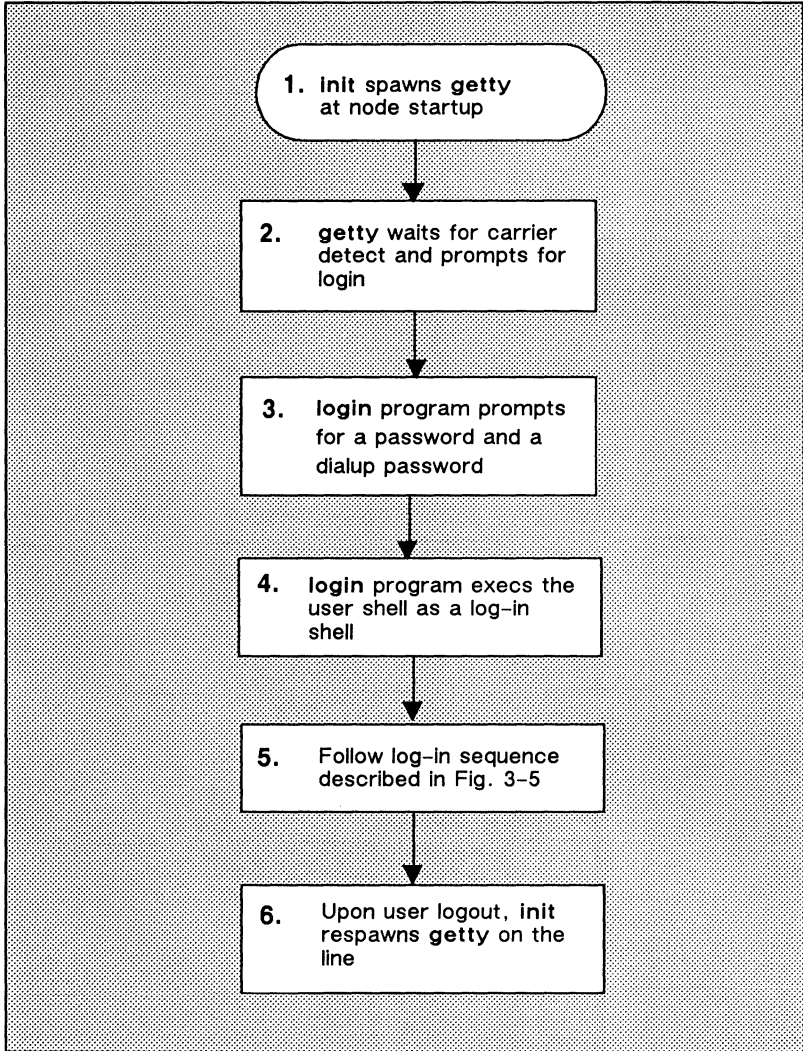 1. init spawns getty
at node startup
2. getty waits for carrier
detect and prompts for
login
3. login program prompts
for a password and a
dialup password
4. login program execs the
user shell as a log-in
shell
5. Follow log-in sequence
described in Fig. 3-5
6. Upon user logout, init
respawns getty on the
line